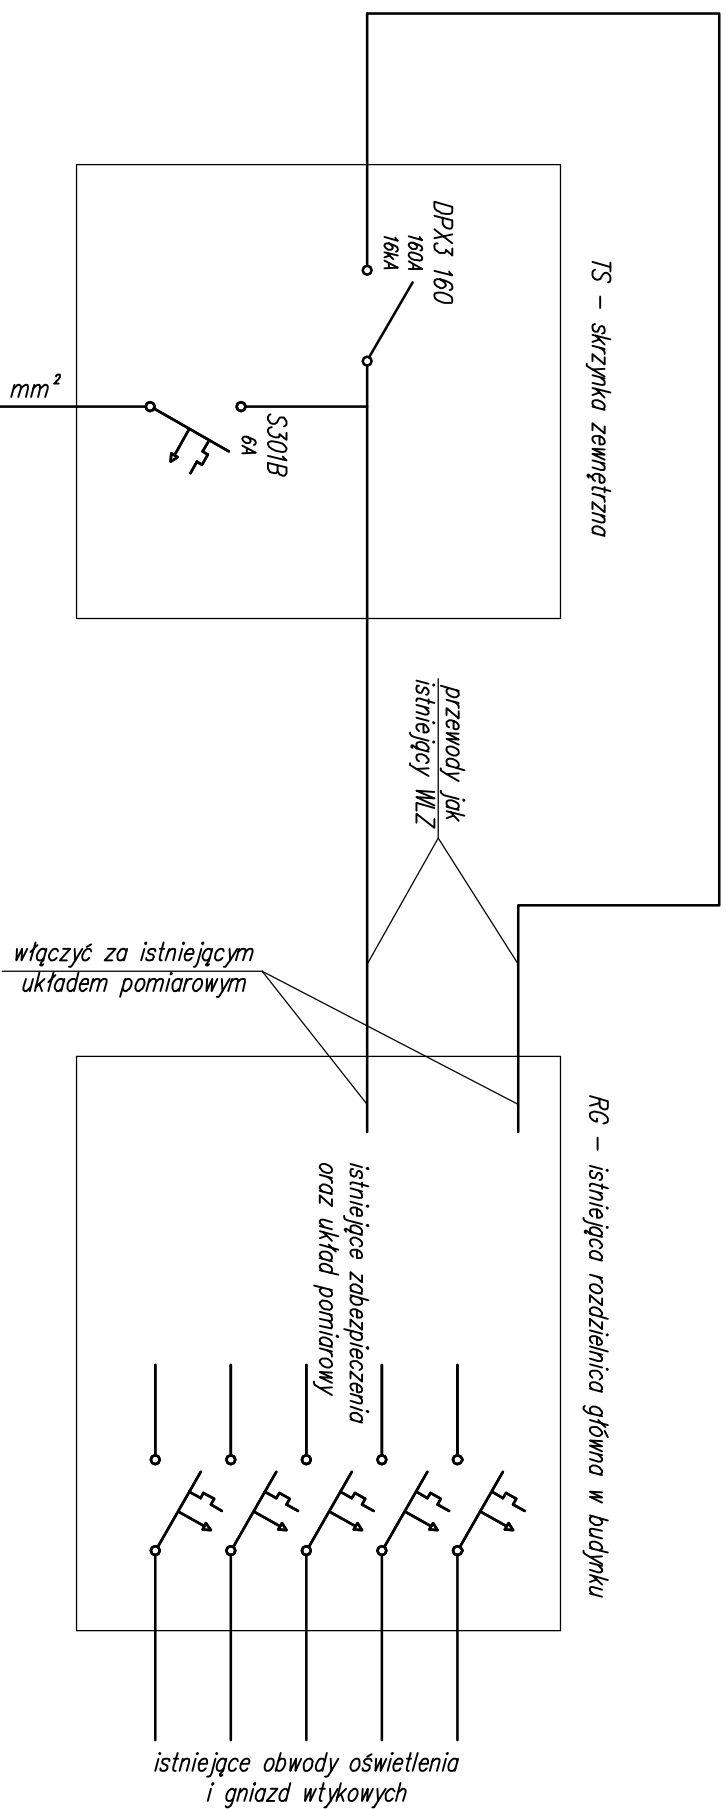 TS – skrzynka zewnętrzna
DPX3 160
160A
16kA
S301B
6A
mm²
przewody jak
istniejący WLZ
włączyć za istniejącym
układem pomiarowym
RG – istniejąca rozdzielnica główna w budynku
istniejące zabezpieczenia
oraz układ pomiarowy
istniejące obwody oświetlenia
i gniazd wtykowych